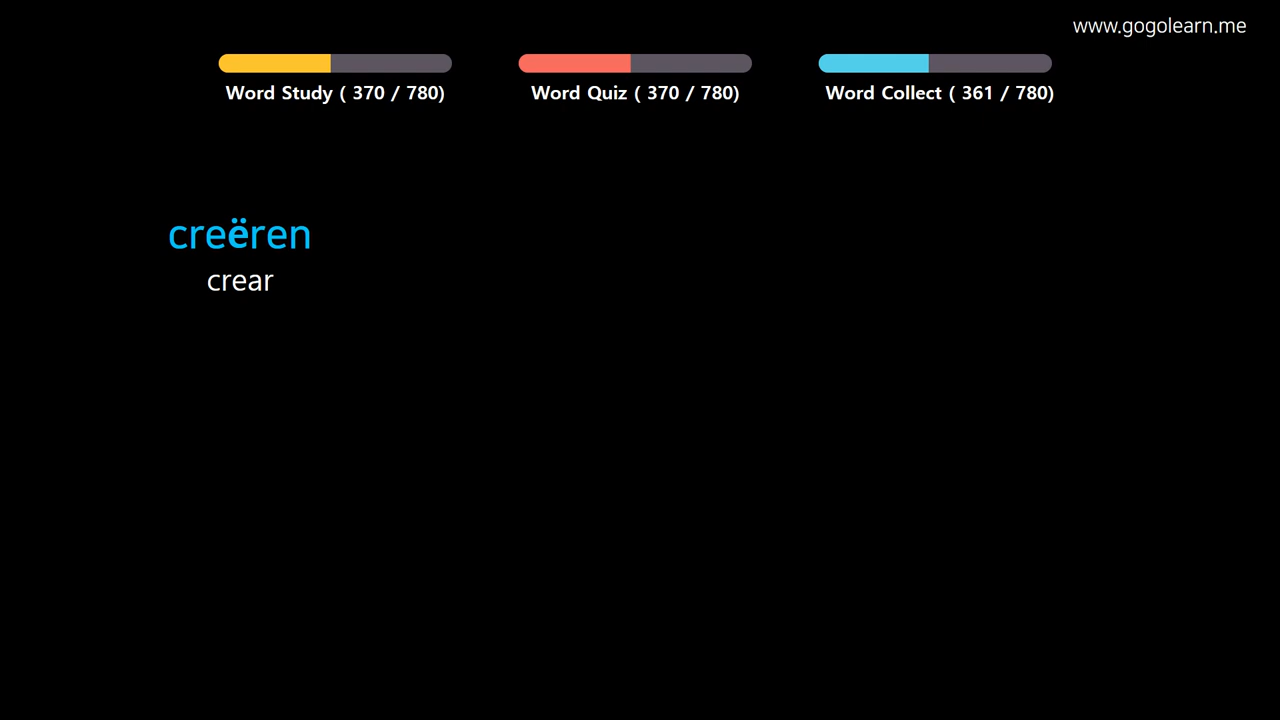 www.gogolearn.me
Word Study ( 370 / 780)
Word Quiz ( 370 / 780)
Word Collect ( 361 / 780)
creëren
crear